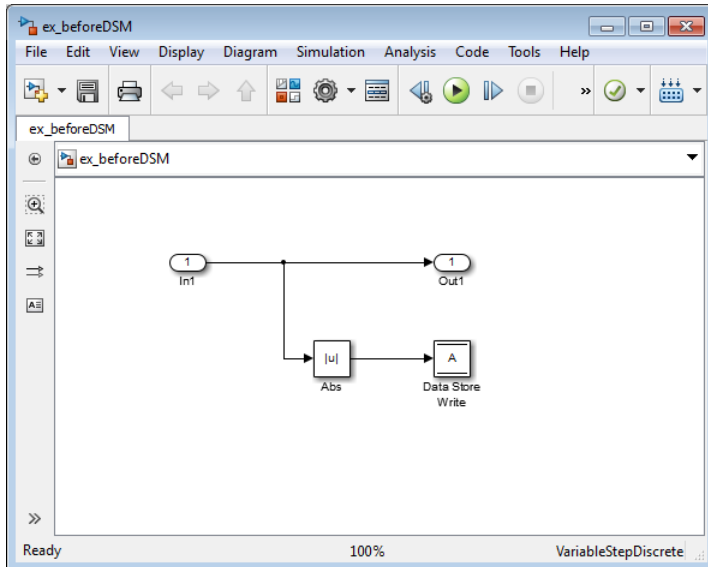 ex_beforeDSM
File Edit View Display Diagram Simulation Analysis Code Tools Help
»
ex_beforeDSM
ex_beforeDSM
1
In1
1
Out1
|u|
Abs
A
Data Store
Write
A
»
Ready 100% VariableStepDiscrete